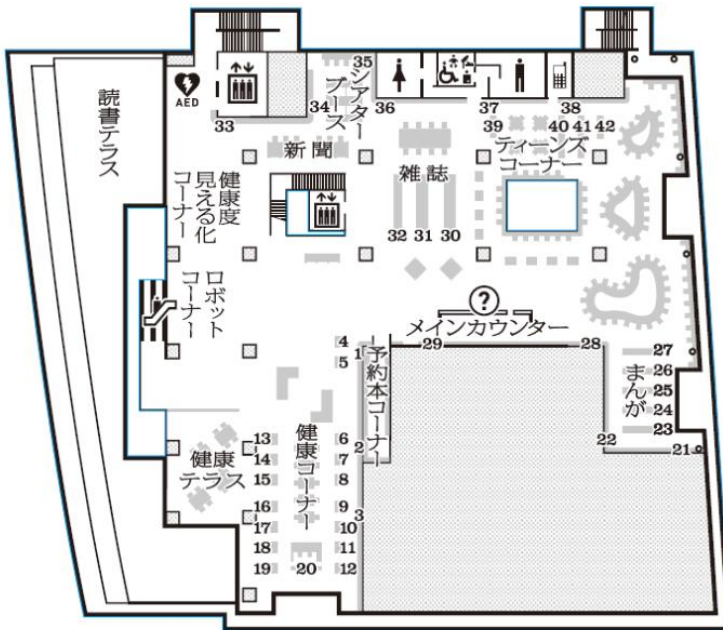 35
AED
シアター
ブース
34
36
37
38
33
読書テラス
39
40
41
42
新聞
雑誌
ティーンズ
コーナー
健康度
見える化
コーナー
32
31
30
ロボット
コーナー
?
メインカウンター
4
1
29
28
5
予約本コーナー
27
26
25
24
23
まんが
13
6
2
22
21
14
7
健康
テラス
15
8
健康コーナー
16
9
3
17
10
18
11
19
20
12